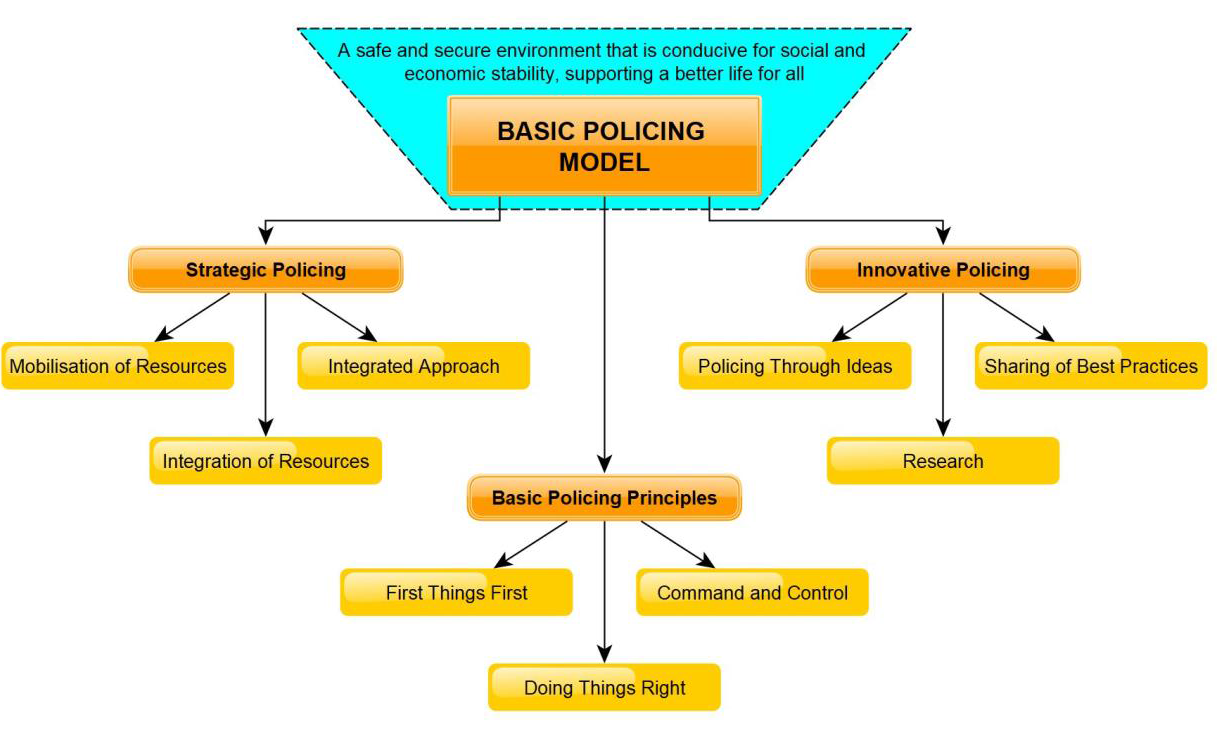 A safe and secure environment that is conducive for social and
economic stability, supporting a better life for all
BASIC POLICING
MODEL
Strategic Policing
Innovative Policing
Mobilisation of Resources
Integrated Approach
Policing Through Ideas
Sharing of Best Practices
Integration of Resources
Research
Basic Policing Principles
First Things First
Command and Control
Doing Things Right